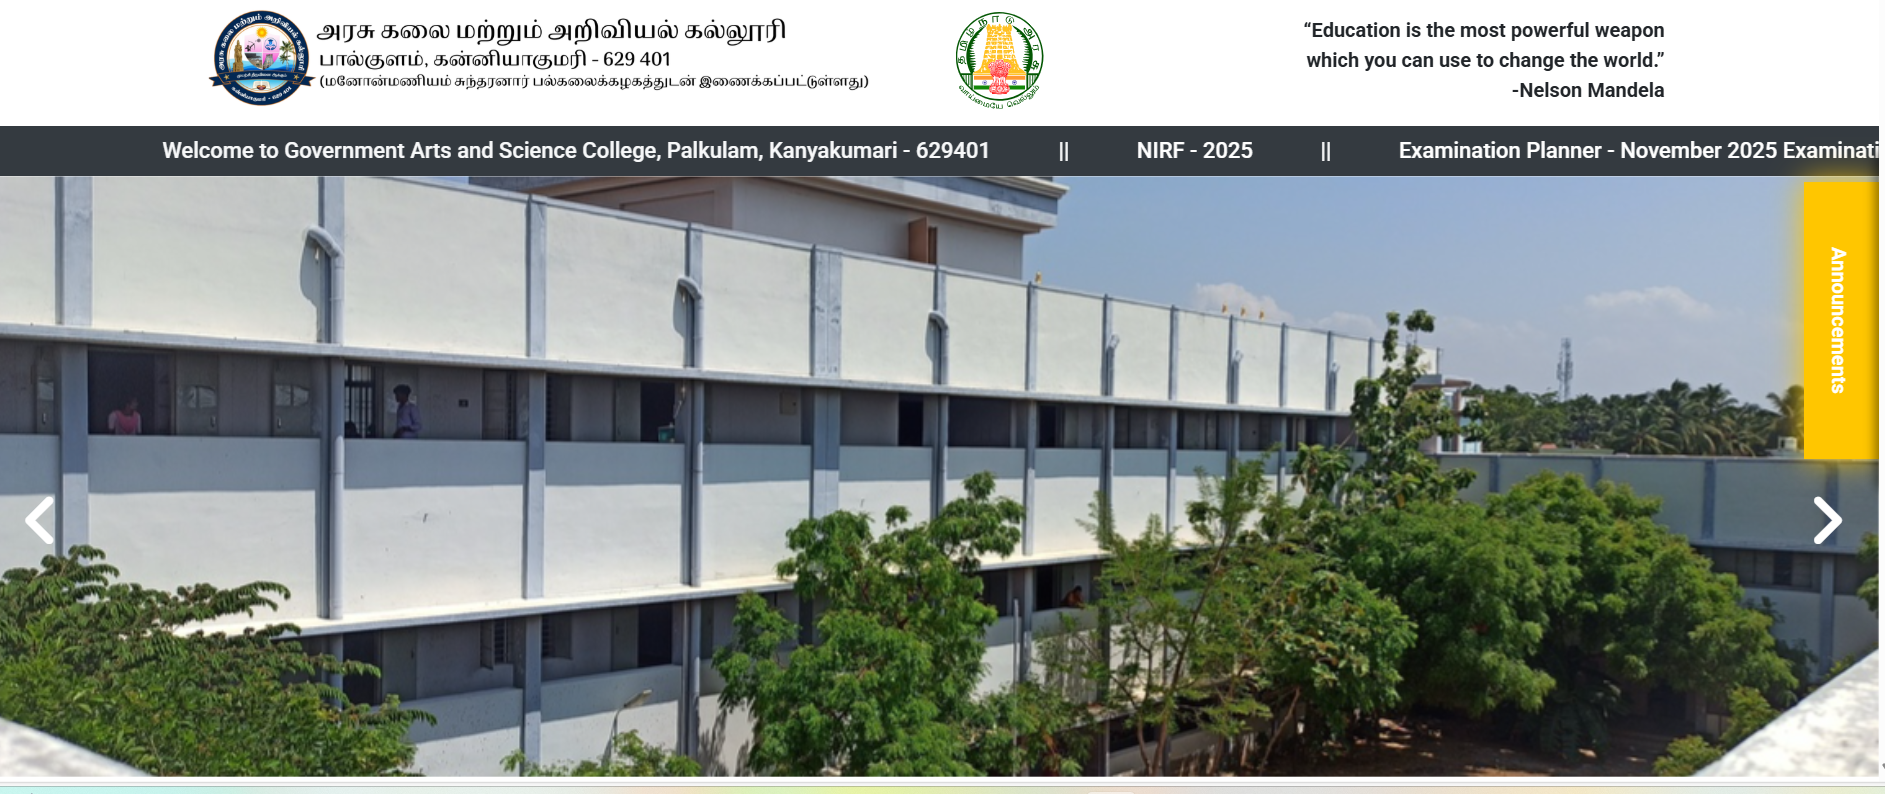 அரசு கலை மற்றும் அறிவியல் கல்லூரி
பால்குளம், கன்னியாகுமரி - 629 401
(மனோன்மணியம் சுந்தரனார் பல்கலைக்கழகத்துடன் இணைக்கப்பட்டுள்ளது)
தமிழ்நாடு அரசு
வாய்மையே வெல்லும்
“Education is the most powerful weapon
which you can use to change the world.”
-Nelson Mandela
Welcome to Government Arts and Science College, Palkulam, Kanyakumari - 629401 || NIRF - 2025 || Examination Planner - November 2025 Examinati
Announcements